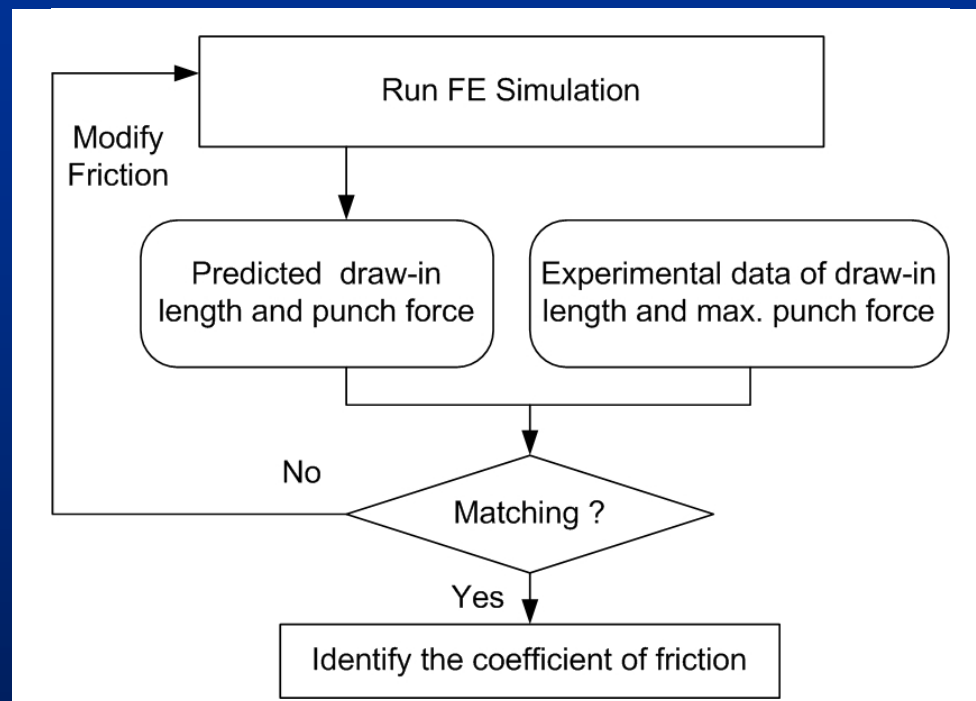 Run FE Simulation
Modify
Friction
Predicted draw-in
length and punch force
Experimental data of draw-in
length and max. punch force
No
Matching ?
Yes
Identify the coefficient of friction